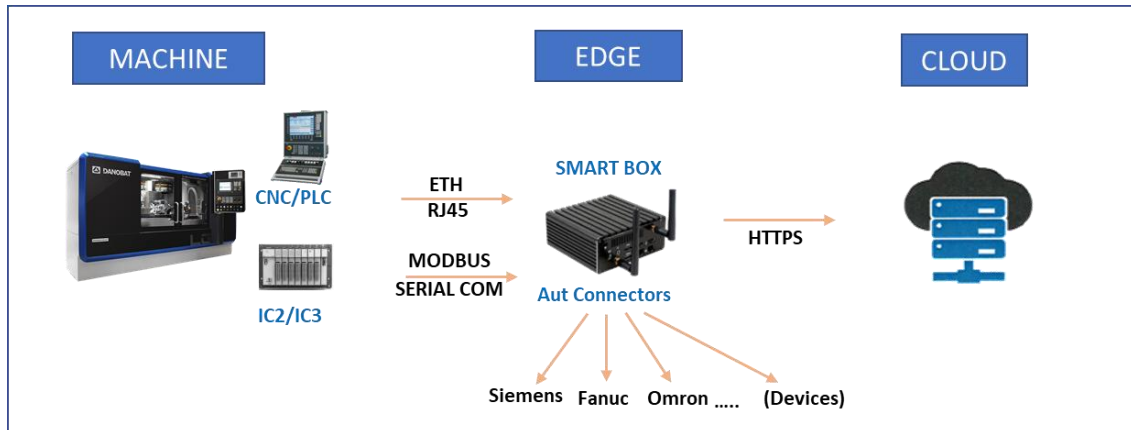 MACHINE
EDGE
CLOUD
DANOBAT
CNC/PLC
ETH
RJ45
SMART BOX
HTTPS
MODBUS
SERIAL COM
IC2/IC3
Aut Connectors
Siemens
Fanuc
Omron
.....
(Devices)